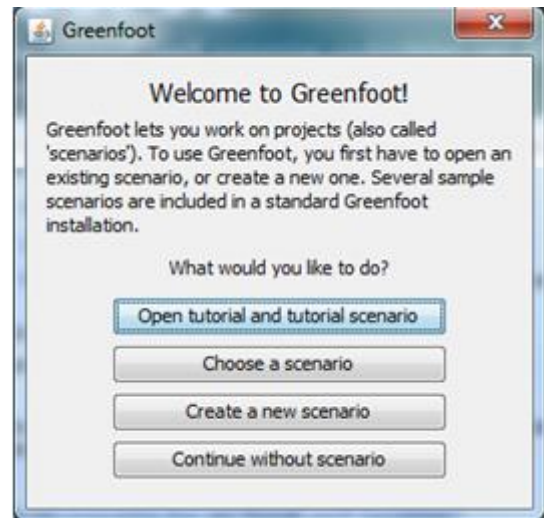 Greenfoot
Welcome to Greenfoot!
Greenfoot lets you work on projects (also called
'scenarios'). To use Greenfoot, you first have to open an
existing scenario, or create a new one. Several sample
scenarios are included in a standard Greenfoot
installation.
What would you like to do?
Open tutorial and tutorial scenario
Choose a scenario
Create a new scenario
Continue without scenario